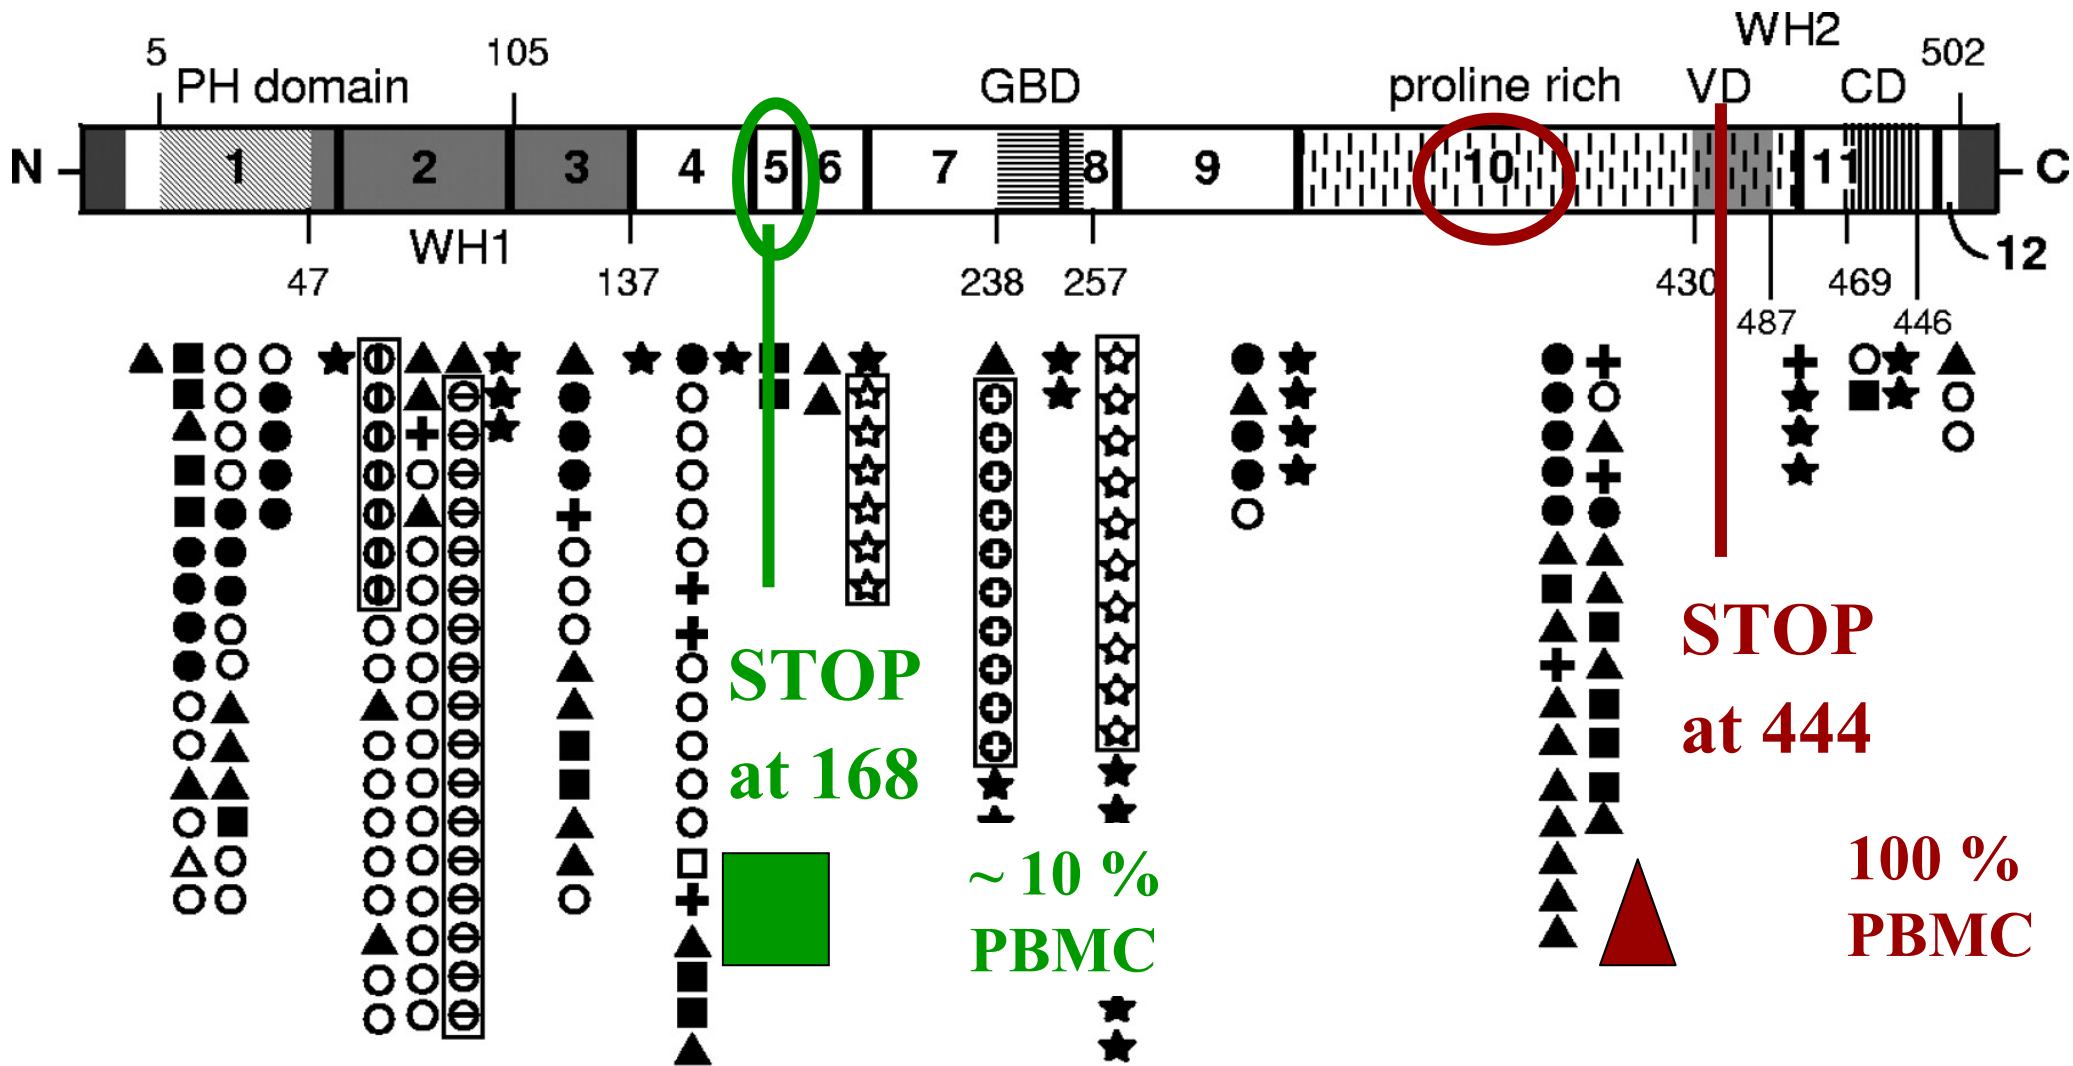 WH2
5
105
502
PH domain
GBD
proline rich
VD
CD
N
1
2
3
4
5
6
7
8
9
10
11
C
WH1
12
47
137
238
257
430
469
487
446
STOP
at 168
STOP
at 444
~ 10 %
PBMC
100 %
PBMC